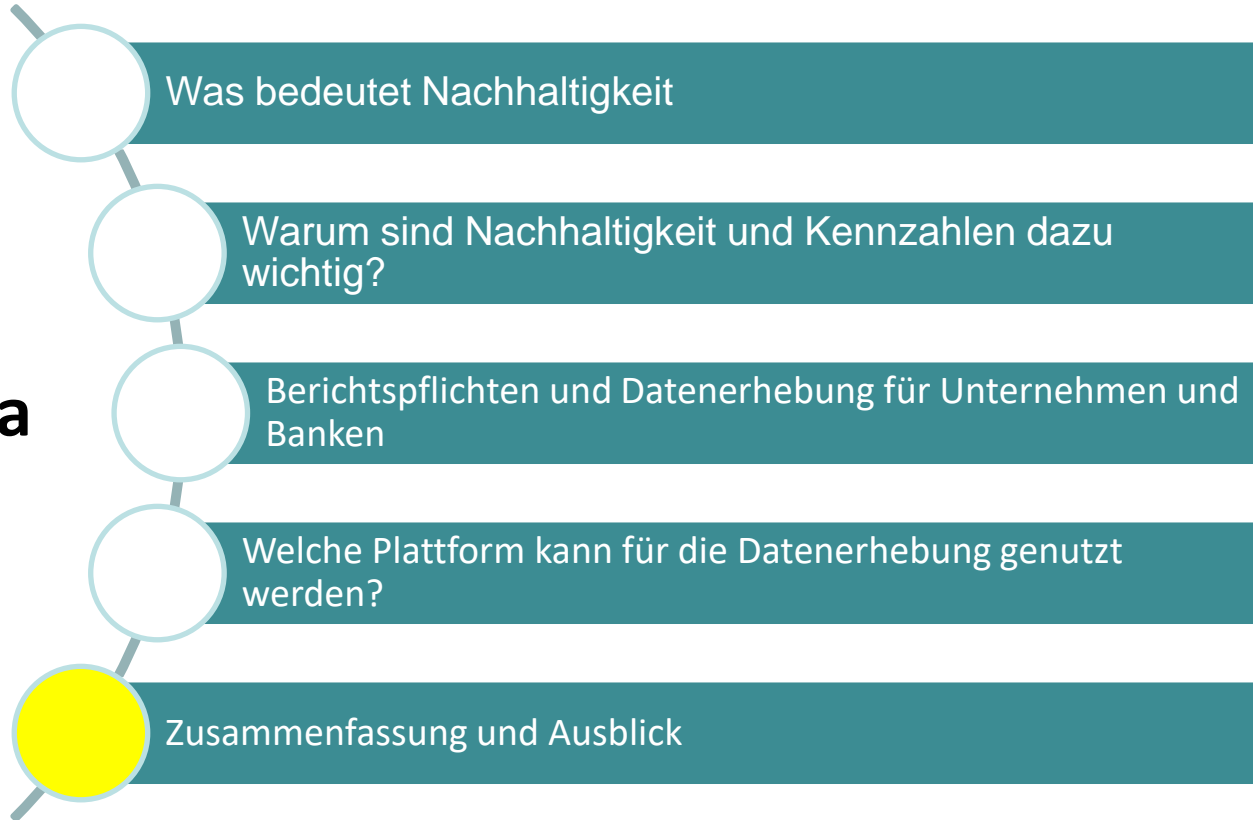 Was bedeutet Nachhaltigkeit
Warum sind Nachhaltigkeit und Kennzahlen dazu
wichtig?
a
Berichtspflichten und Datenerhebung für Unternehmen und
Banken
Welche Plattform kann für die Datenerhebung genutzt
werden?
Zusammenfassung und Ausblick